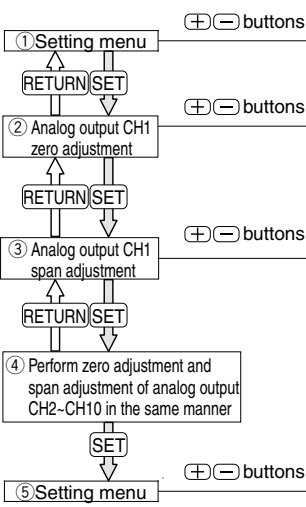 ⊕⊖ buttons
①Setting menu
RETURN SET
⊕⊖ buttons
② Analog output CH1
zero adjustment
RETURN SET
⊕⊖ buttons
③ Analog output CH1
span adjustment
RETURN SET
④ Perform zero adjustment and
span adjustment of analog output
CH2~CH10 in the same manner
SET
⊕⊖ buttons
⑤Setting menu